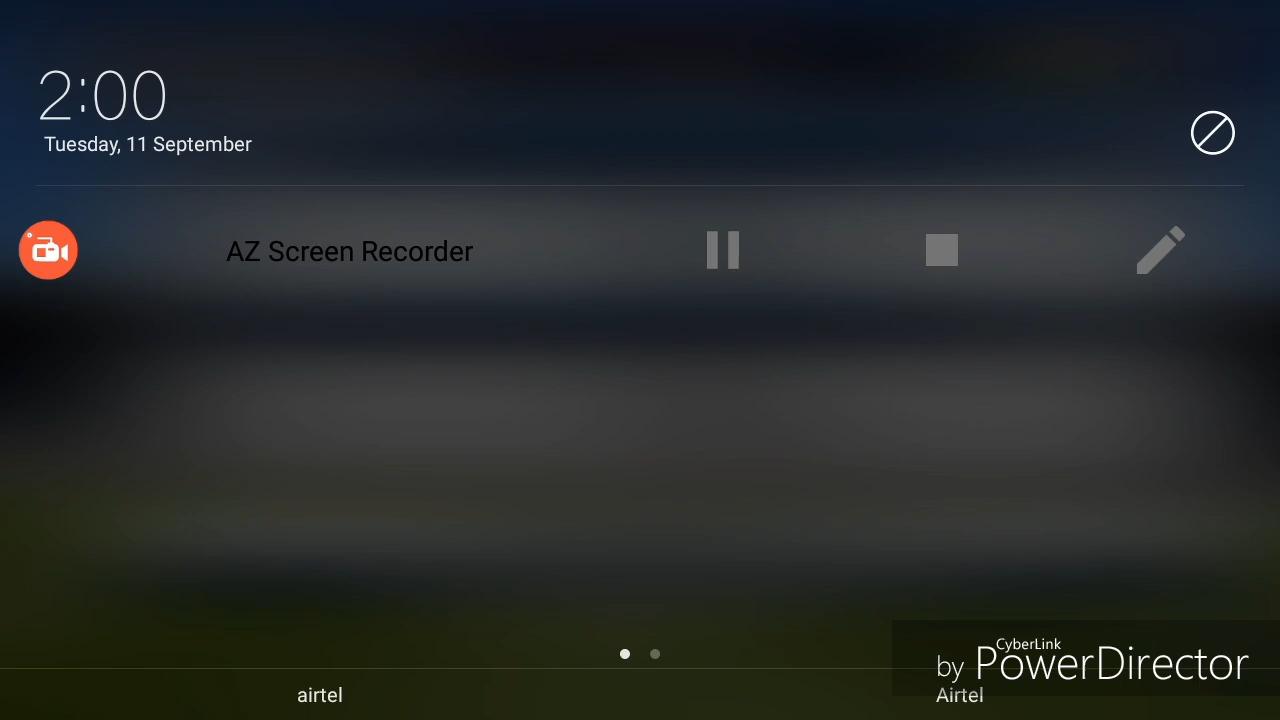 2:00
Tuesday, 11 September
AZ Screen Recorder
CyberLink
by PowerDirector
airtel
Airtel